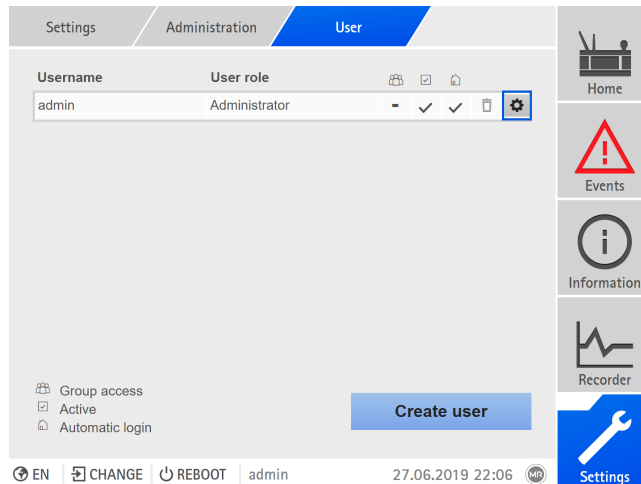 Settings Administration User
Username User role
admin Administrator
Group access
Active
Automatic login
Create user
EN CHANGE REBOOT admin 27.06.2019 22:06 MR
Home
Events
Information
Recorder
Settings